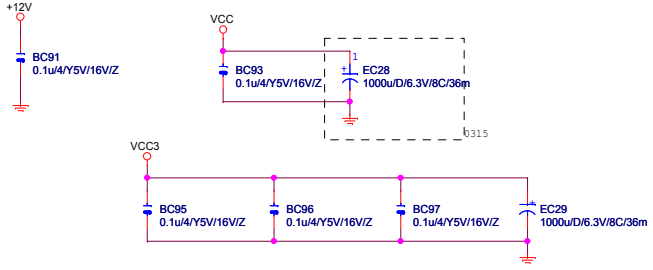 +12V
BC91
0.1u/4/Y5V/16V/Z
VCC
BC93
0.1u/4/Y5V/16V/Z
1
+
EC28
1000u/D/6.3V/8C/36m
0315
VCC3
BC95
0.1u/4/Y5V/16V/Z
BC96
0.1u/4/Y5V/16V/Z
BC97
0.1u/4/Y5V/16V/Z
+
EC29
1000u/D/6.3V/8C/36m